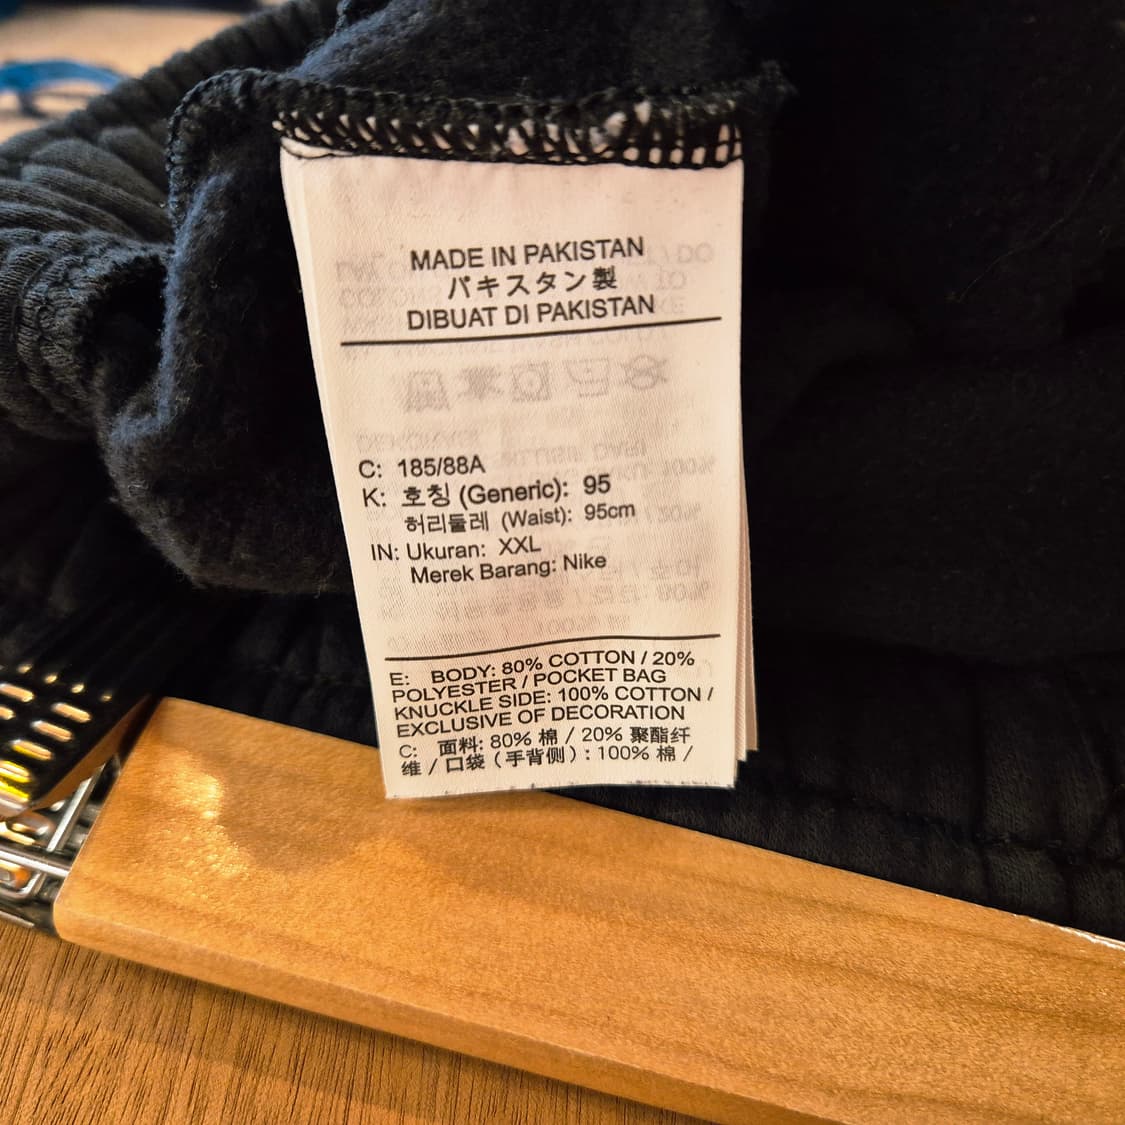 MADE IN PAKISTAN
パキスタン製
DIBUAT DI PAKISTAN
C: 185/88A
K: 호칭 (Generic): 95
허리둘레 (Waist): 95cm
IN: Ukuran: XXL
Merek Barang: Nike
E: BODY: 80% COTTON / 20%
POLYESTER / POCKET BAG
KNUCKLE SIDE: 100% COTTON /
EXCLUSIVE OF DECORATION
C: 面料: 80% 棉 / 20% 聚酯纤
维 / 口袋 (手背侧) : 100% 棉 /